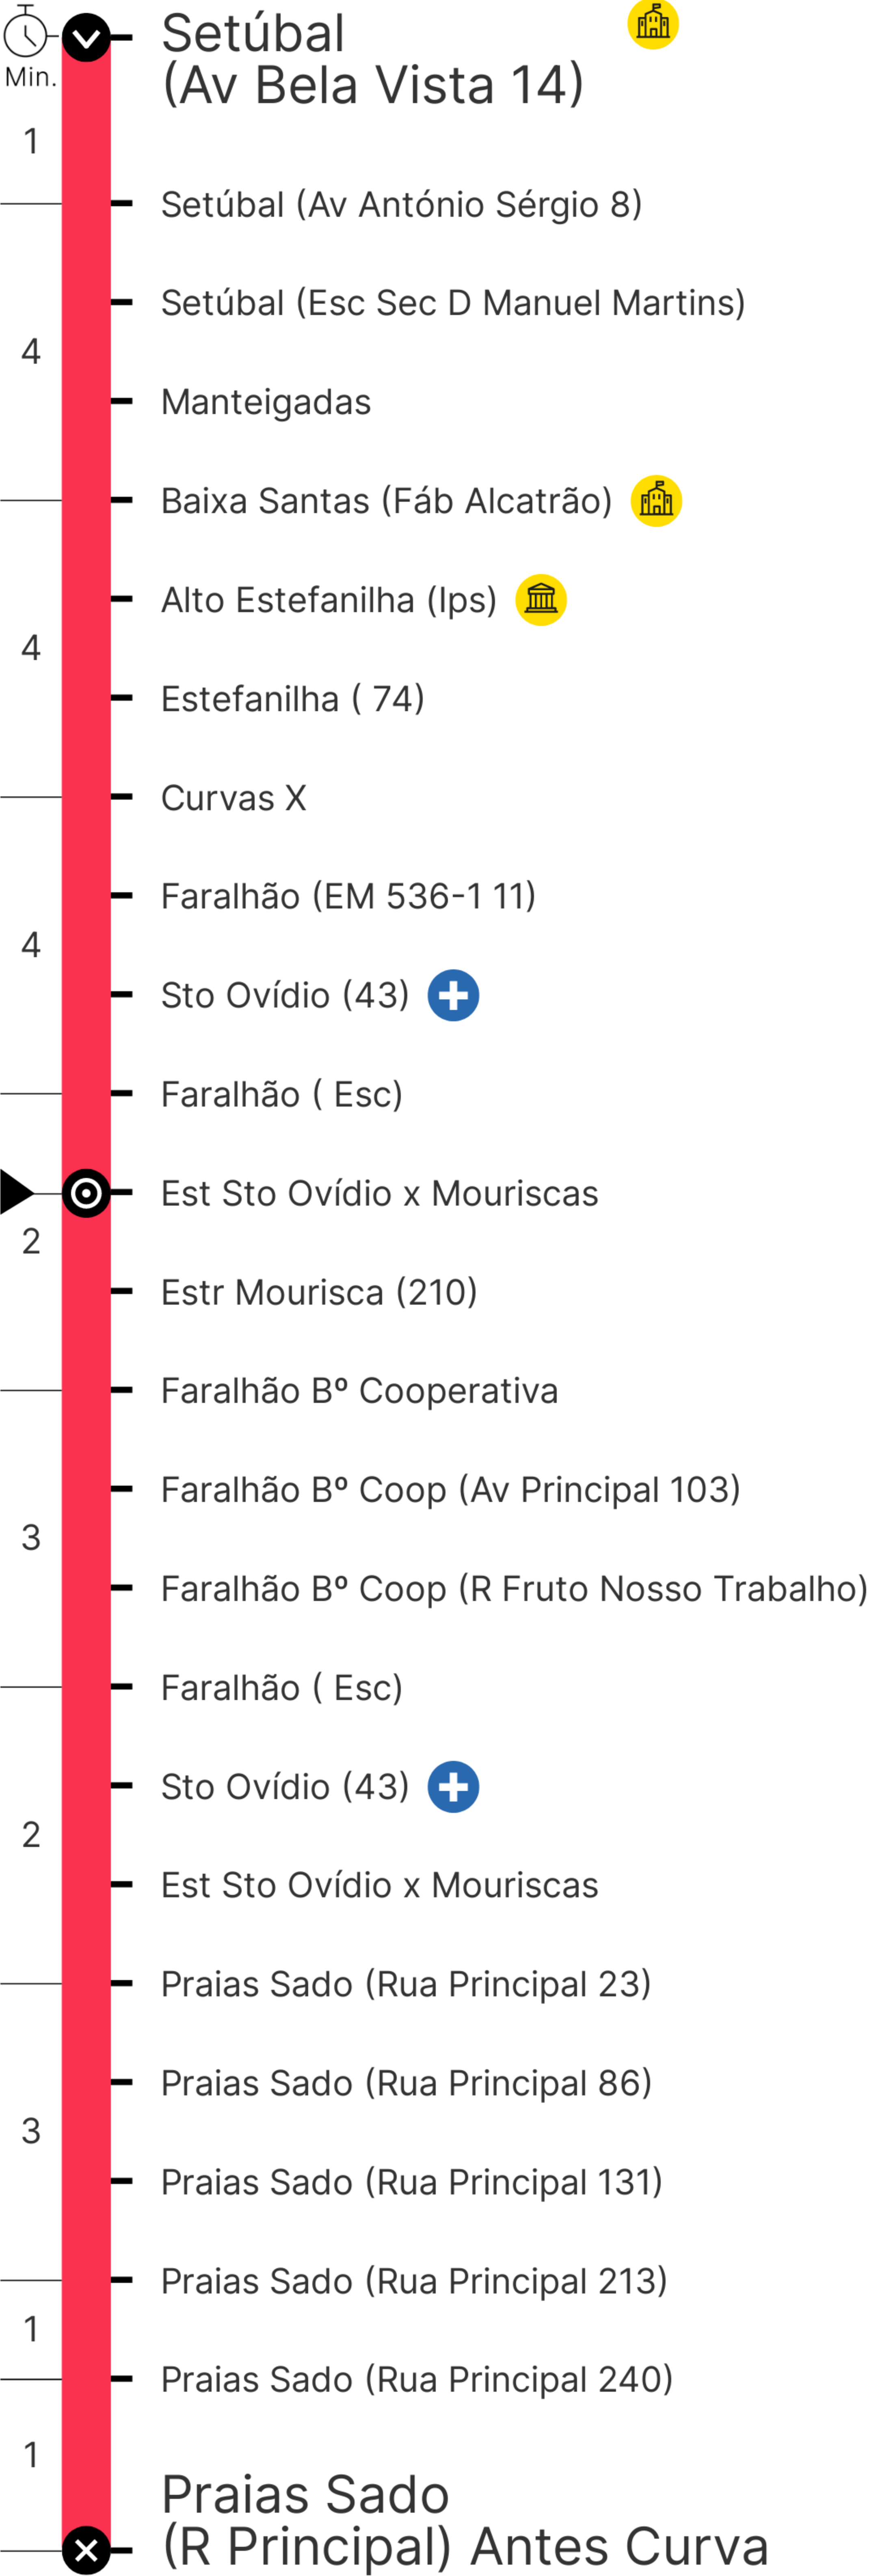 Setúbal
(Av Bela Vista 14)
Min.
1
Setúbal (Av António Sérgio 8)
Setúbal (Esc Sec D Manuel Martins)
4
Manteigadas
Baixa Santas (Fáb Alcatrão)
Alto Estefanilha (Ips)
4
Estefanilha ( 74)
Curvas X
Faralhão (EM 536-1 11)
4
Sto Ovídio (43)
Faralhão ( Esc)
Est Sto Ovídio x Mouriscas
2
Estr Mourisca (210)
Faralhão Bº Cooperativa
Faralhão Bº Coop (Av Principal 103)
3
Faralhão Bº Coop (R Fruto Nosso Trabalho)
Faralhão ( Esc)
Sto Ovídio (43)
2
Est Sto Ovídio x Mouriscas
Praias Sado (Rua Principal 23)
Praias Sado (Rua Principal 86)
3
Praias Sado (Rua Principal 131)
Praias Sado (Rua Principal 213)
1
Praias Sado (Rua Principal 240)
1
Praias Sado
(R Principal) Antes Curva